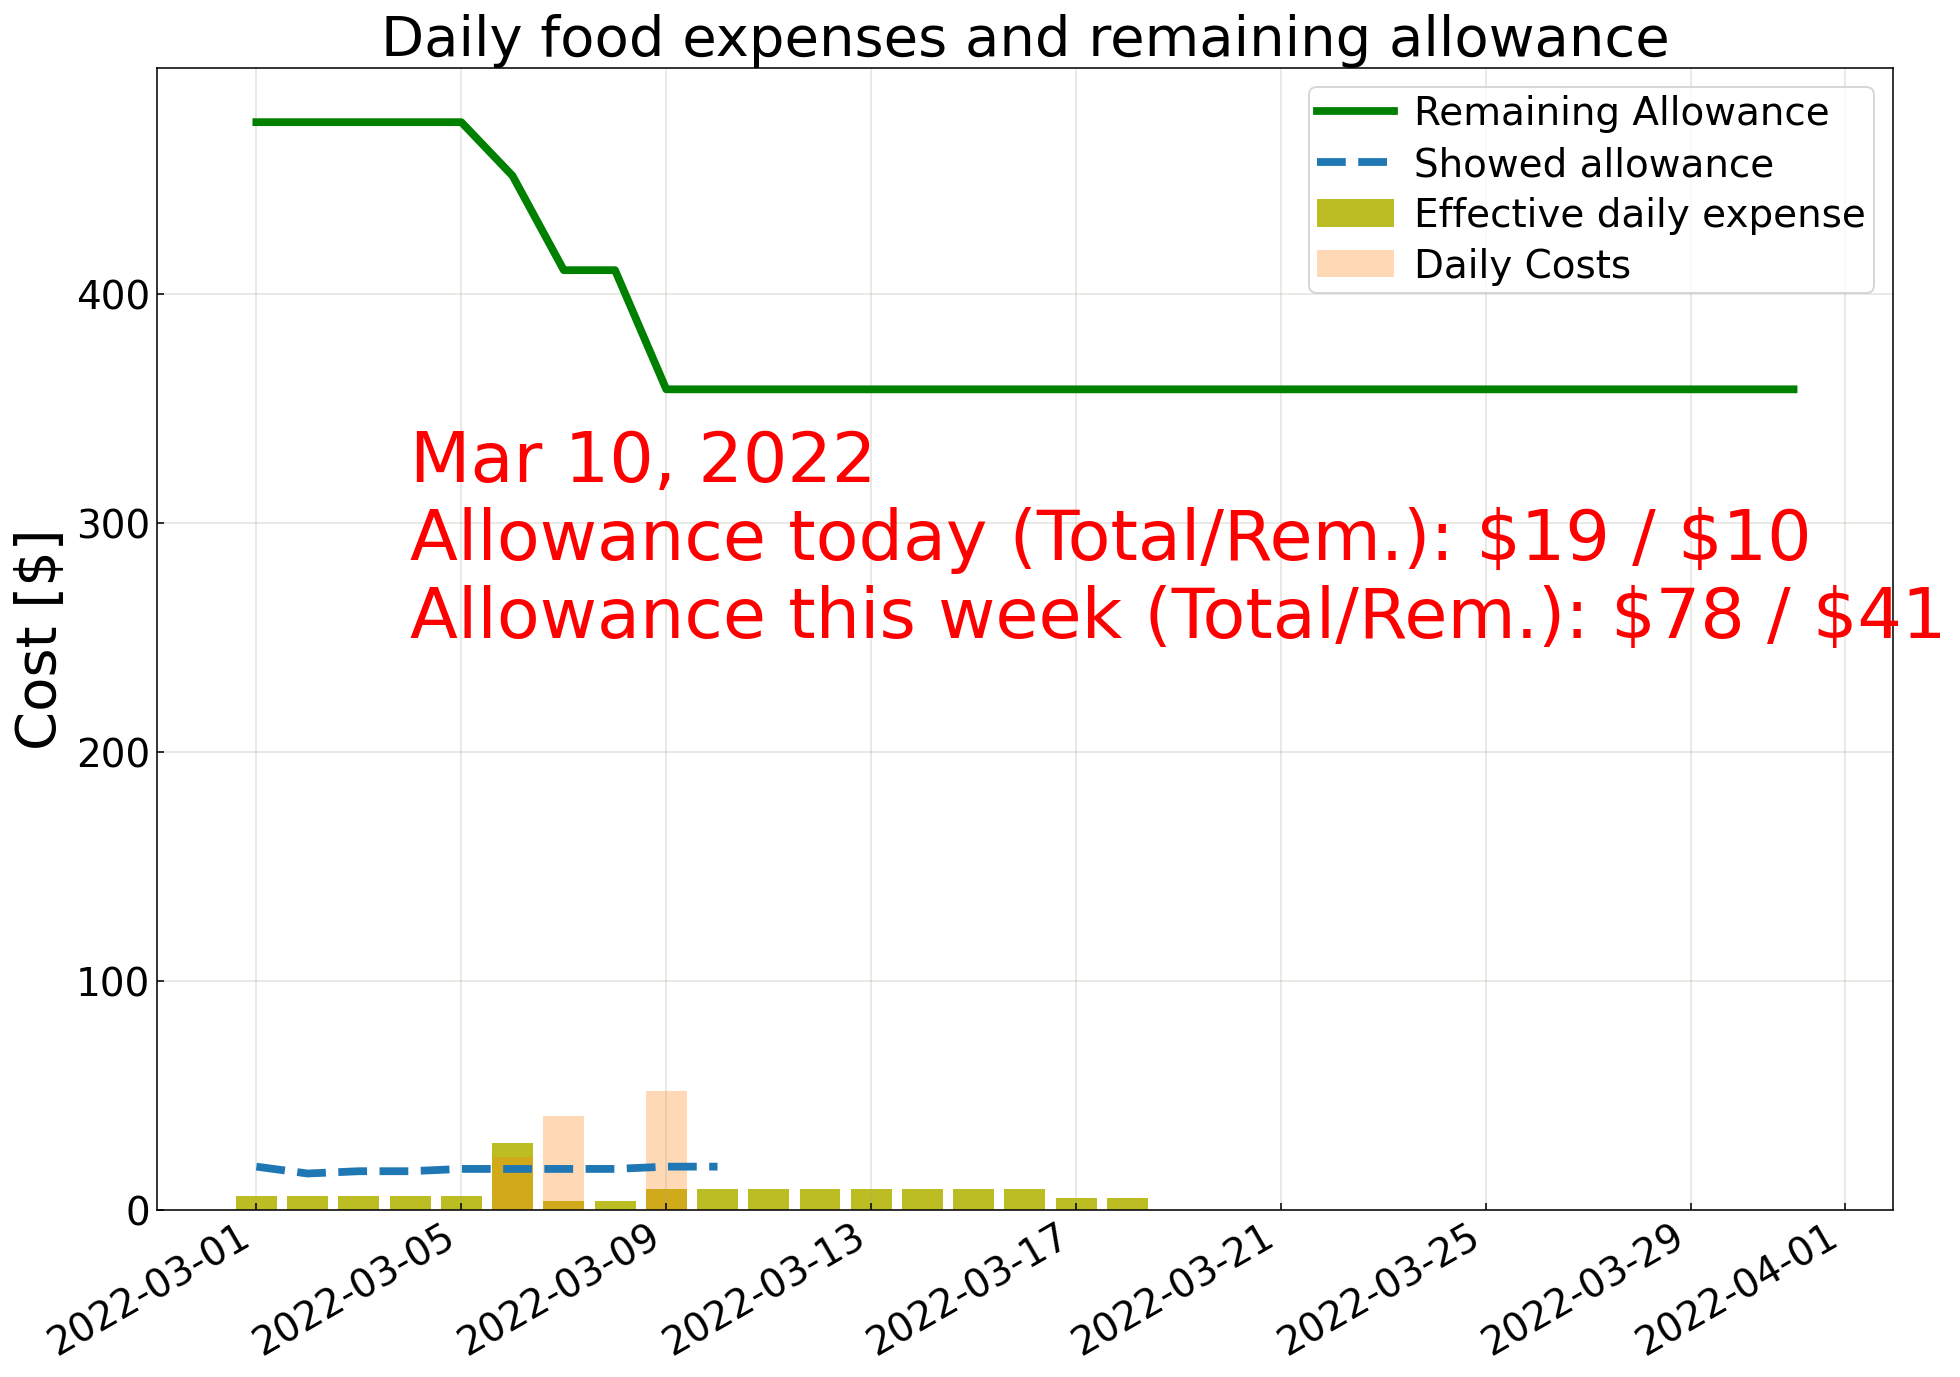 Daily food expenses and remaining allowance
Remaining Allowance
Showed allowance
Effective daily expense
Daily Costs
Cost [$]
400
300
200
100
0
Mar 10, 2022
Allowance today (Total/Rem.): $19 / $10
Allowance this week (Total/Rem.): $78 / $41
2022-03-01
2022-03-05
2022-03-09
2022-03-13
2022-03-17
2022-03-21
2022-03-25
2022-03-29
2022-04-01